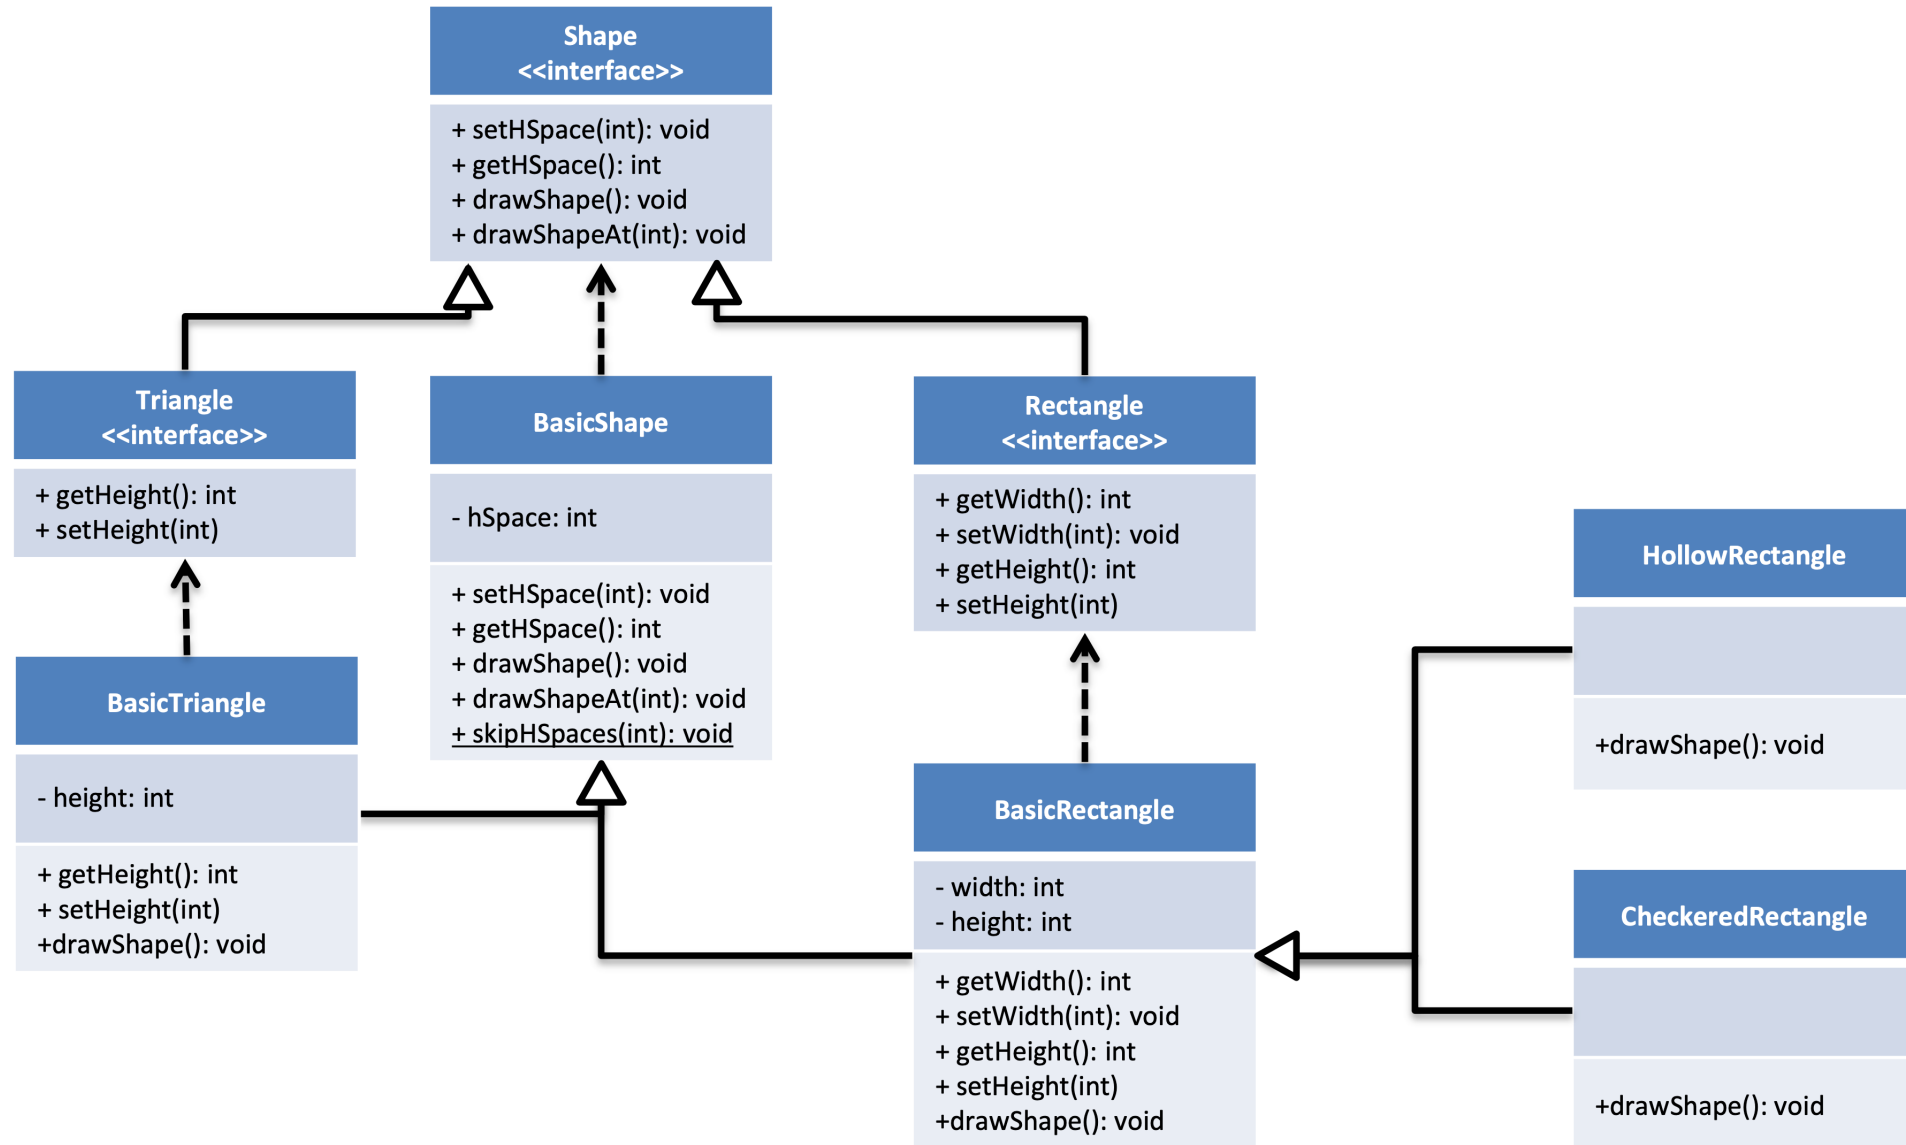 Shape
<<interface>>
+ setHSpace(int): void
+ getHSpace(): int
+ drawShape(): void
+ drawShapeAt(int): void
Triangle
<<interface>>
+ getHeight(): int
+ setHeight(int)
BasicShape
- hSpace: int
+ setHSpace(int): void
+ getHSpace(): int
+ drawShape(): void
+ drawShapeAt(int): void
+ skipHSpaces(int): void
Rectangle
<<interface>>
+ getWidth(): int
+ setWidth(int): void
+ getHeight(): int
+ setHeight(int)
HollowRectangle
+drawShape(): void
BasicTriangle
- height: int
+ getHeight(): int
+ setHeight(int)
+drawShape(): void
BasicRectangle
- width: int
- height: int
+ getWidth(): int
+ setWidth(int): void
+ getHeight(): int
+ setHeight(int)
+drawShape(): void
CheckeredRectangle
+drawShape(): void